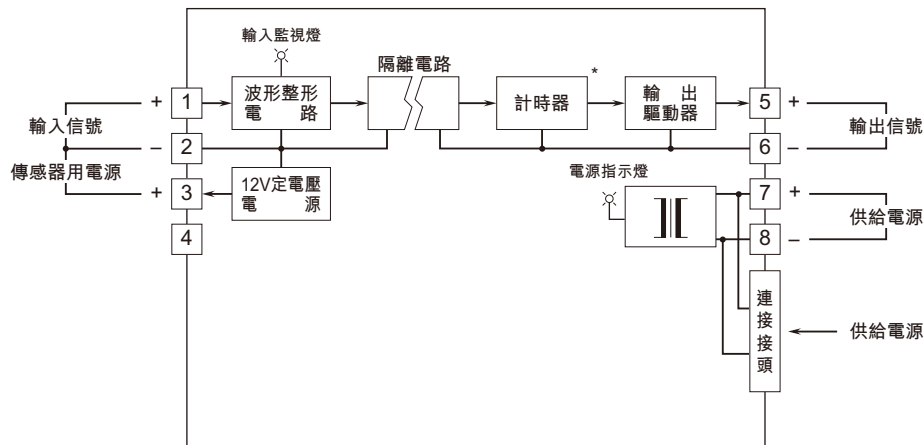 輸入監視燈
隔離電路
*
波形整形
電 路
計時器
輸 出
驅動器
+ 1
5 +
輸入信號
輸出信號
− 2
6 −
傳感器用電源
電源指示燈
+ 3
12V定電壓
電 源
7 +
供給電源
4
8 −
連接接頭
供給電源